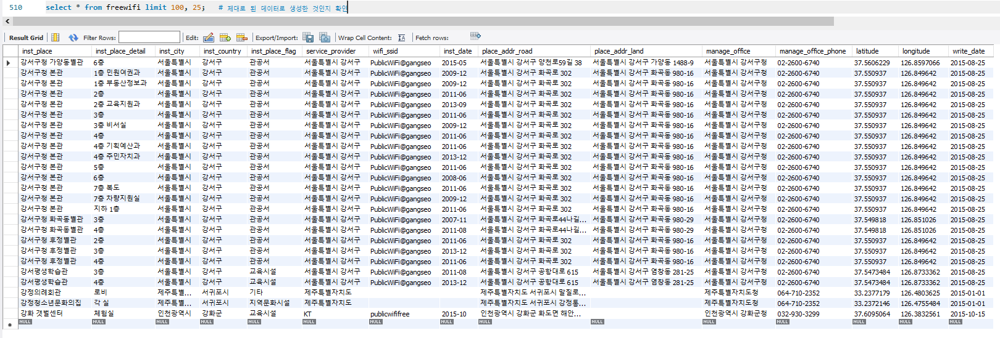 510 select * from freewifi limit 100, 25; # 제대로 된 데이터로 생성한 것인지 확인
Result Grid Filter Rows: Edit: Export/Import: Wrap Cell Content: IA Fetch rows:
inst_place inst_place_detail inst_city inst_country inst_place_flag service_provider wifi_ssid inst_date place_addr_road place_addr_land manage_office manage_office_phone latitude longitude write_date
강서구청 가양동별관 6층 서울특별시 강서구 관공서 서울특별시 강서구 PublicWiFi@gangseo 2015-05 서울특별시 강서구 양천로59길 38 서울특별시 강서구 가양동 1488-9 서울특별시 강서구청 02-2600-6740 37.5606229 126.8597066 2015-08-25
강서구청 본관 1층 민원여권과 서울특별시 강서구 관공서 서울특별시 강서구 PublicWiFi@gangseo 2009-12 서울특별시 강서구 화곡로 302 서울특별시 강서구 화곡동 980-16 서울특별시 강서구청 02-2600-6740 37.550937 126.849642 2015-08-25
강서구청 본관 1층 부동산정보과 서울특별시 강서구 관공서 서울특별시 강서구 PublicWiFi@gangseo 2009-12 서울특별시 강서구 화곡로 302 서울특별시 강서구 화곡동 980-16 서울특별시 강서구청 02-2600-6740 37.550937 126.849642 2015-08-25
강서구청 본관 2층 서울특별시 강서구 관공서 서울특별시 강서구 PublicWiFi@gangseo 2011-06 서울특별시 강서구 화곡로 302 서울특별시 강서구 화곡동 980-16 서울특별시 강서구청 02-2600-6740 37.550937 126.849642 2015-08-25
강서구청 본관 2층 교육지원과 서울특별시 강서구 관공서 서울특별시 강서구 PublicWiFi@gangseo 2013-09 서울특별시 강서구 화곡로 302 서울특별시 강서구 화곡동 980-16 서울특별시 강서구청 02-2600-6740 37.550937 126.849642 2015-08-25
강서구청 본관 3층 서울특별시 강서구 관공서 서울특별시 강서구 PublicWiFi@gangseo 2011-06 서울특별시 강서구 화곡로 302 서울특별시 강서구 화곡동 980-16 서울특별시 강서구청 02-2600-6740 37.550937 126.849642 2015-08-25
강서구청 본관 3층 비서실 서울특별시 강서구 관공서 서울특별시 강서구 PublicWiFi@gangseo 2009-12 서울특별시 강서구 화곡로 302 서울특별시 강서구 화곡동 980-16 서울특별시 강서구청 02-2600-6740 37.550937 126.849642 2015-08-25
강서구청 본관 4층 서울특별시 강서구 관공서 서울특별시 강서구 PublicWiFi@gangseo 2011-06 서울특별시 강서구 화곡로 302 서울특별시 강서구 화곡동 980-16 서울특별시 강서구청 02-2600-6740 37.550937 126.849642 2015-08-25
강서구청 본관 4층 기획예산과 서울특별시 강서구 관공서 서울특별시 강서구 PublicWiFi@gangseo 2011-06 서울특별시 강서구 화곡로 302 서울특별시 강서구 화곡동 980-16 서울특별시 강서구청 02-2600-6740 37.550937 126.849642 2015-08-25
강서구청 본관 4층 주민자치과 서울특별시 강서구 관공서 서울특별시 강서구 PublicWiFi@gangseo 2013-12 서울특별시 강서구 화곡로 302 서울특별시 강서구 화곡동 980-16 서울특별시 강서구청 02-2600-6740 37.550937 126.849642 2015-08-25
강서구청 본관 5층 서울특별시 강서구 관공서 서울특별시 강서구 PublicWiFi@gangseo 2011-06 서울특별시 강서구 화곡로 302 서울특별시 강서구 화곡동 980-16 서울특별시 강서구청 02-2600-6740 37.550937 126.849642 2015-08-25
강서구청 본관 6층 서울특별시 강서구 관공서 서울특별시 강서구 PublicWiFi@gangseo 2008-06 서울특별시 강서구 화곡로 302 서울특별시 강서구 화곡동 980-16 서울특별시 강서구청 02-2600-6740 37.550937 126.849642 2015-08-25
강서구청 본관 7층 복도 서울특별시 강서구 관공서 서울특별시 강서구 PublicWiFi@gangseo 2011-06 서울특별시 강서구 화곡로 302 서울특별시 강서구 화곡동 980-16 서울특별시 강서구청 02-2600-6740 37.550937 126.849642 2015-08-25
강서구청 본관 7층 차량지원실 서울특별시 강서구 관공서 서울특별시 강서구 PublicWiFi@gangseo 2009-12 서울특별시 강서구 화곡로 302 서울특별시 강서구 화곡동 980-16 서울특별시 강서구청 02-2600-6740 37.550937 126.849642 2015-08-25
강서구청 본관 지하 1층 서울특별시 강서구 관공서 서울특별시 강서구 PublicWiFi@gangseo 2011-06 서울특별시 강서구 화곡로 302 서울특별시 강서구 화곡동 980-16 서울특별시 강서구청 02-2600-6740 37.550937 126.849642 2015-08-25
강서구청 화곡동별관 3층 서울특별시 강서구 관공서 서울특별시 강서구 PublicWiFi@gangseo 2007-11 서울특별시 강서구 화곡로44나길... 서울특별시 강서구 화곡동 980-29 서울특별시 강서구청 02-2600-6740 37.549818 126.851026 2015-08-25
강서구청 화곡동별관 4층 서울특별시 강서구 관공서 서울특별시 강서구 PublicWiFi@gangseo 2011-08 서울특별시 강서구 화곡로44나길... 서울특별시 강서구 화곡동 980-29 서울특별시 강서구청 02-2600-6740 37.549818 126.851026 2015-08-25
강서구청 후정별관 2층 서울특별시 강서구 관공서 서울특별시 강서구 PublicWiFi@gangseo 2011-06 서울특별시 강서구 화곡로 302 서울특별시 강서구 화곡동 980-16 서울특별시 강서구청 02-2600-6740 37.550937 126.849642 2015-08-25
강서구청 후정별관 3층 서울특별시 강서구 관공서 서울특별시 강서구 PublicWiFi@gangseo 2013-12 서울특별시 강서구 화곡로 302 서울특별시 강서구 화곡동 980-16 서울특별시 강서구청 02-2600-6740 37.550937 126.849642 2015-08-25
강서구청 후정별관 4층 서울특별시 강서구 관공서 서울특별시 강서구 PublicWiFi@gangseo 2011-06 서울특별시 강서구 화곡로 302 서울특별시 강서구 화곡동 980-16 서울특별시 강서구청 02-2600-6740 37.550937 126.849642 2015-08-25
강서평생학습관 3층 서울특별시 강서구 교육시설 서울특별시 강서구 PublicWiFi@gangseo 2011-08 서울특별시 강서구 공항대로 615 서울특별시 강서구 염창동 281-25 서울특별시 강서구청 02-2600-6740 37.5473484 126.8733362 2015-08-25
강서평생학습관 4층 서울특별시 강서구 교육시설 서울특별시 강서구 PublicWiFi@gangseo 2013-12 서울특별시 강서구 공항대로 615 서울특별시 강서구 염창동 281-25 서울특별시 강서구청 02-2600-6740 37.5473484 126.8733362 2015-08-25
강정의례회관 로비 제주특별... 서귀포시 기타 제주특별자치도 제주특별자치도 서귀포시 말질로... 제주특별자치도청 064-710-2352 33.2377179 126.4803625 2015-01-01
강정청소년문화의집 각 실 제주특별... 서귀포시 지역문화시설 제주특별자치도 제주특별자치도 서귀포시 강정통... 제주특별자치도청 064-710-2352 33.2372146 126.4755484 2015-01-01
강화 갯벌센터 체험실 인천광역시 강화군 교육시설 KT publicwififree 2015-10 인천광역시 강화군 화도면 해안... 인천광역시 강화군청 032-930-3299 37.6095064 126.3832561 2015-10-15
NULL NULL NULL NULL NULL NULL NULL NULL NULL NULL NULL NULL NULL NULL NULL